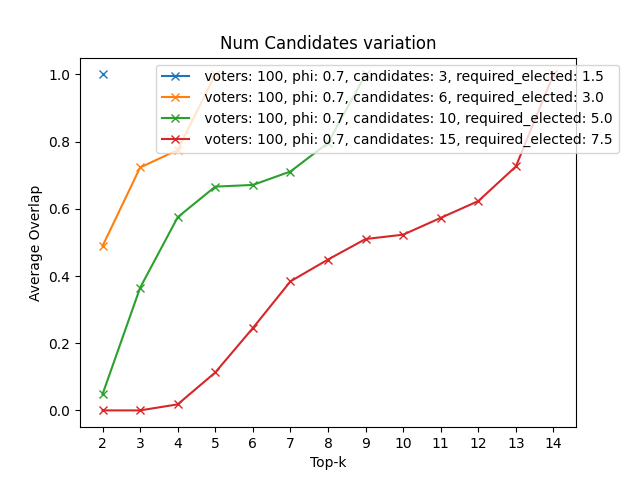 Num Candidates variation
voters: 100, phi: 0.7, candidates: 3, required_elected: 1.5
voters: 100, phi: 0.7, candidates: 6, required_elected: 3.0
voters: 100, phi: 0.7, candidates: 10, required_elected: 5.0
voters: 100, phi: 0.7, candidates: 15, required_elected: 7.5
Average Overlap
1.0
0.8
0.6
0.4
0.2
0.0
2 3 4 5 6 7 8 9 10 11 12 13 14
Top-k